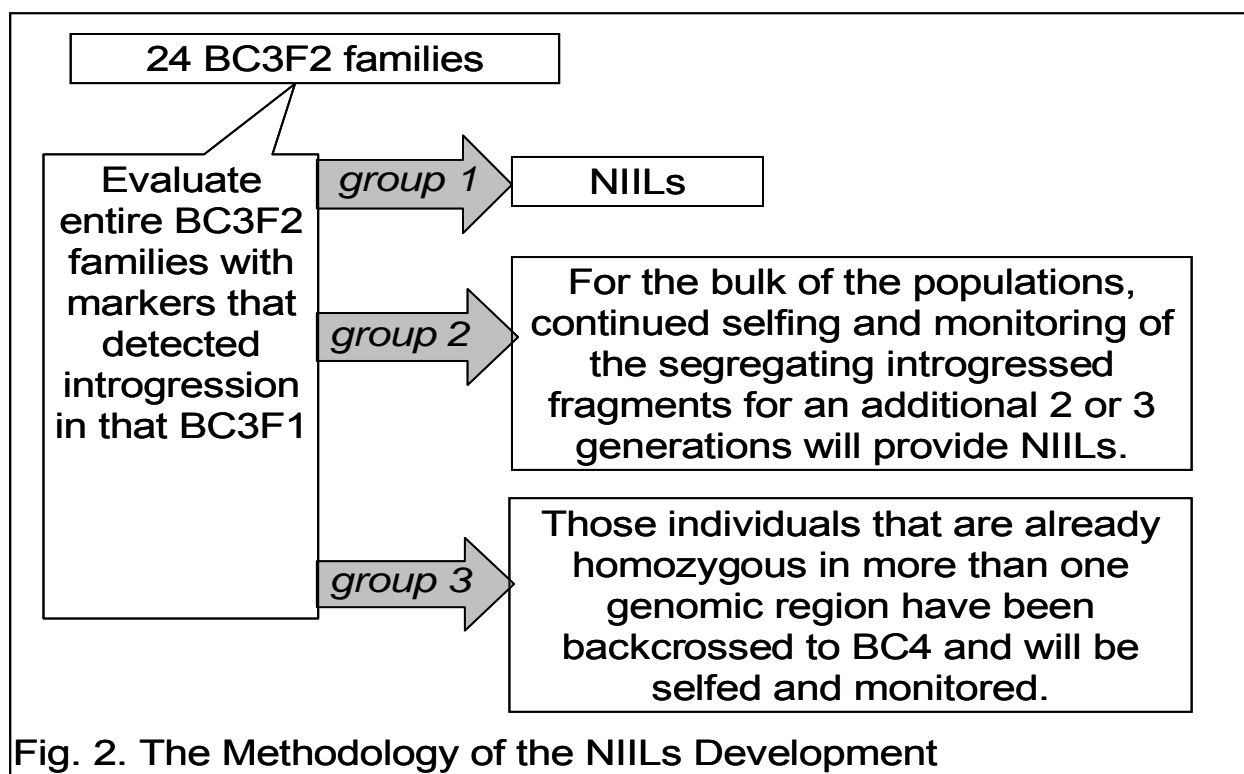 24 BC3F2 families
Evaluate
entire BC3F2
families with
markers that
detected
introgression
in that BC3F1
group 1
NIILs
group 2
For the bulk of the populations,
continued selfing and monitoring of
the segregating introgressed
fragments for an additional 2 or 3
generations will provide NIILs.
group 3
Those individuals that are already
homozygous in more than one
genomic region have been
backcrossed to BC4 and will be
selfed and monitored.
Fig. 2. The Methodology of the NIILs Development